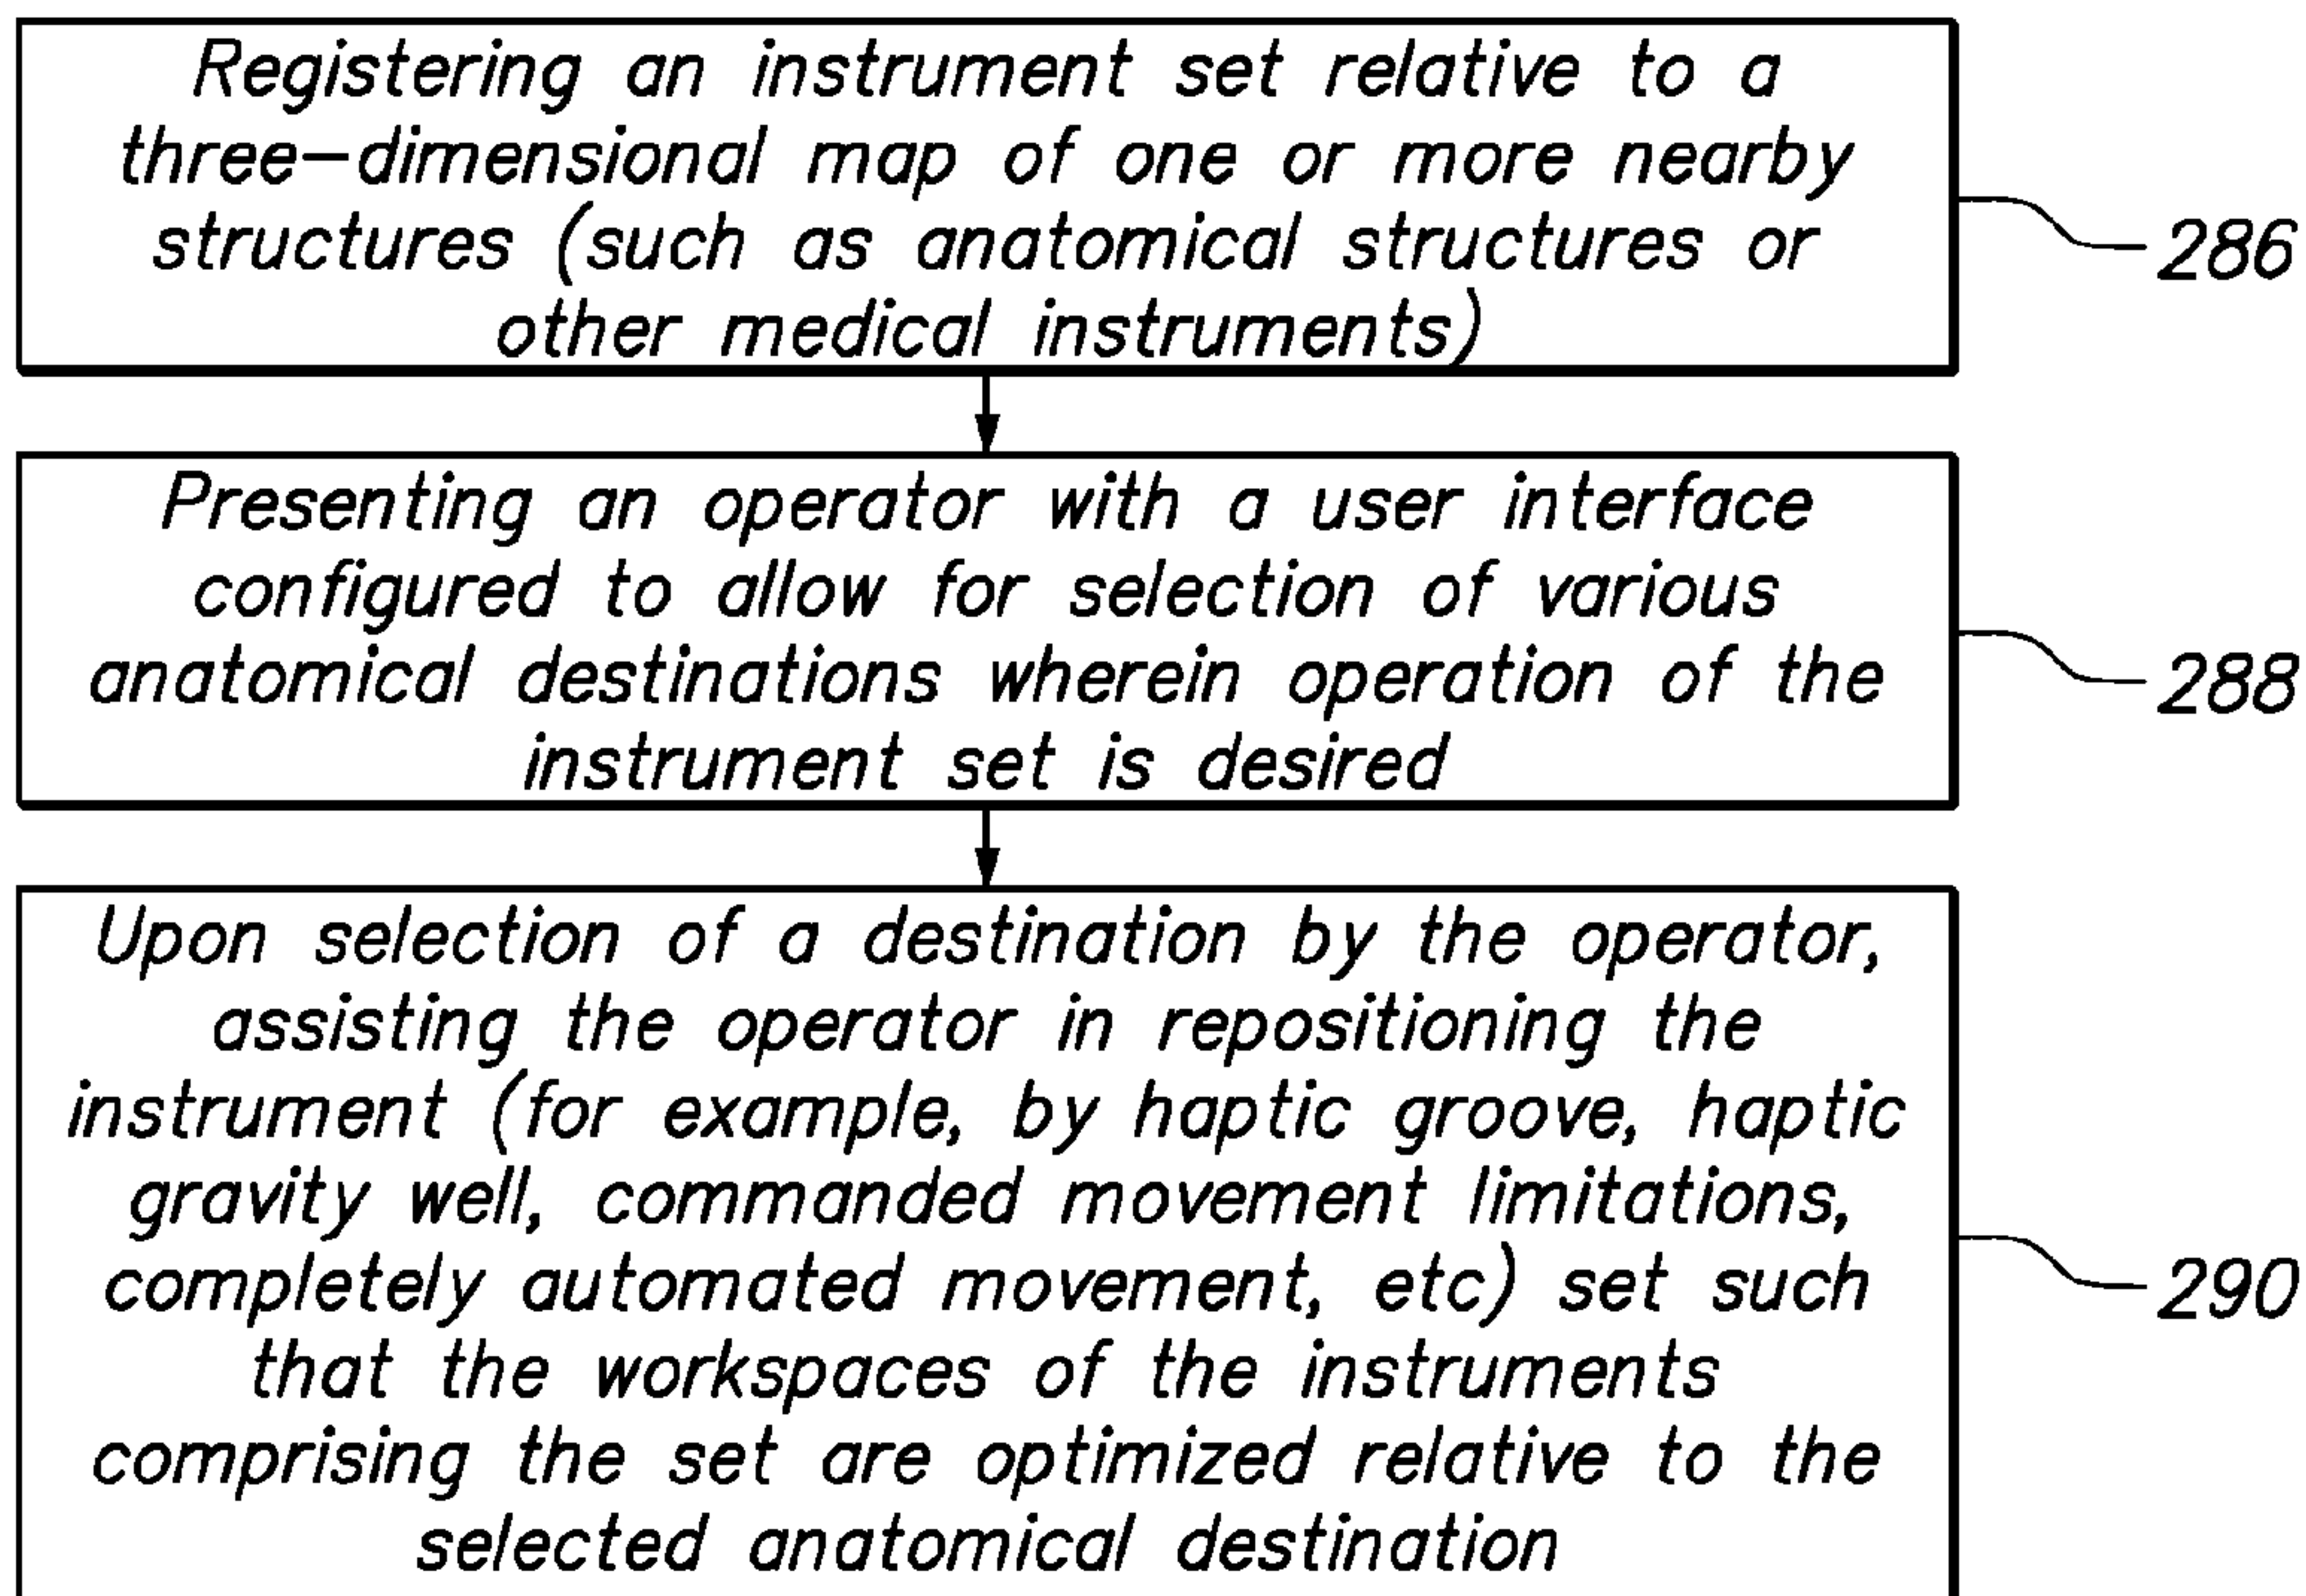 Registering an instrument set relative to a
three-dimensional map of one or more nearby
structures (such as anatomical structures or
other medical instruments)
286
Presenting an operator with a user interface
configured to allow for selection of various
anatomical destinations wherein operation of the
instrument set is desired
288
Upon selection of a destination by the operator,
assisting the operator in repositioning the
instrument (for example, by haptic groove, haptic
gravity well, commanded movement limitations,
completely automated movement, etc) set such
that the workspaces of the instruments
comprising the set are optimized relative to the
selected anatomical destination
290